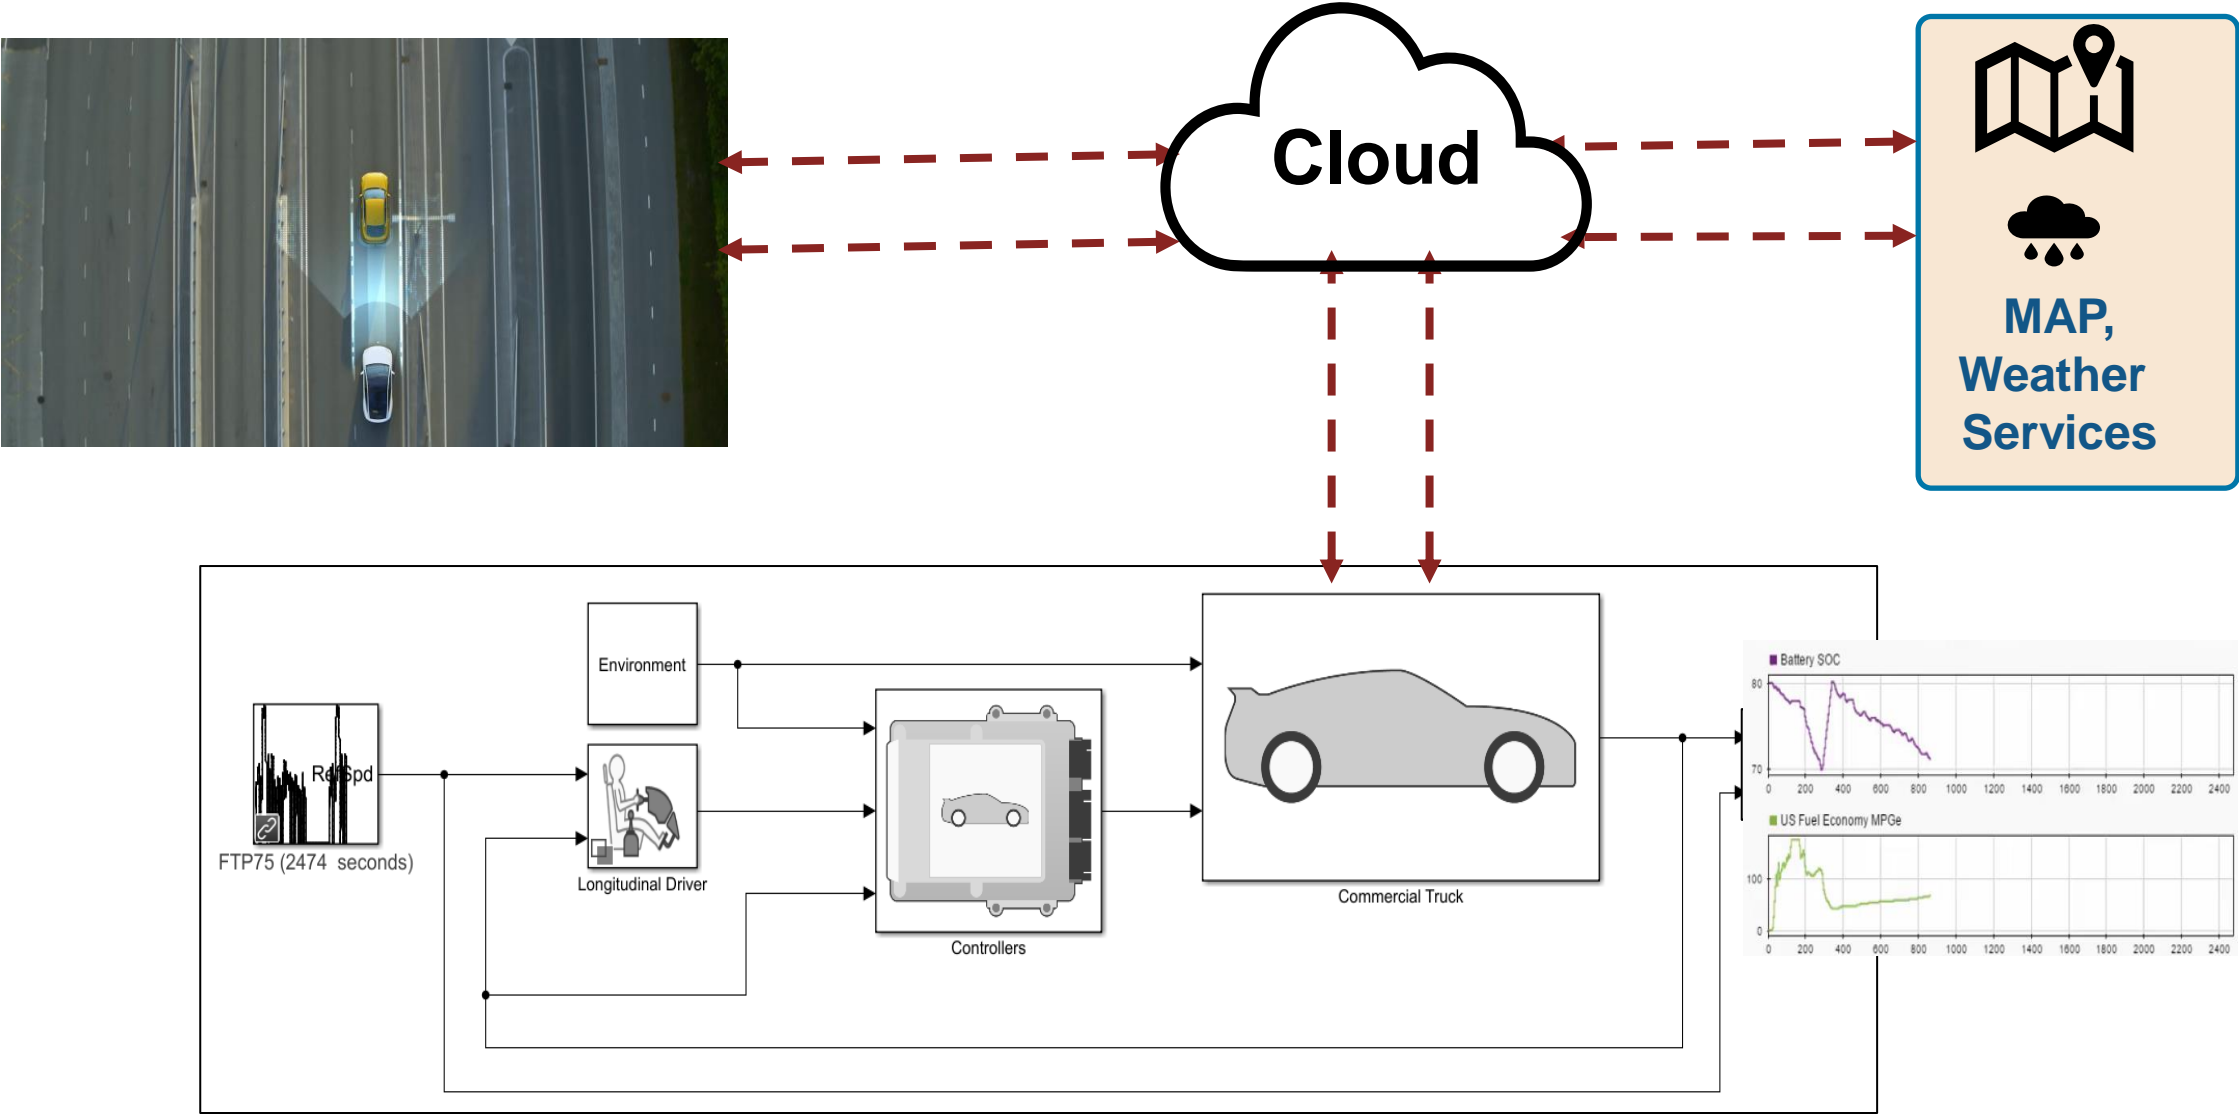 Cloud
MAP,
Weather
Services
Environment
RefSpd
FTP75 (2474 seconds)
Longitudinal Driver
Controllers
Commercial Truck
Battery SOC
80
70
0 200 400 600 800 1000 1200 1400 1600 1800 2000 2200 2400
US Fuel Economy MPGe
100
0
0 200 400 600 800 1000 1200 1400 1600 1800 2000 2200 2400